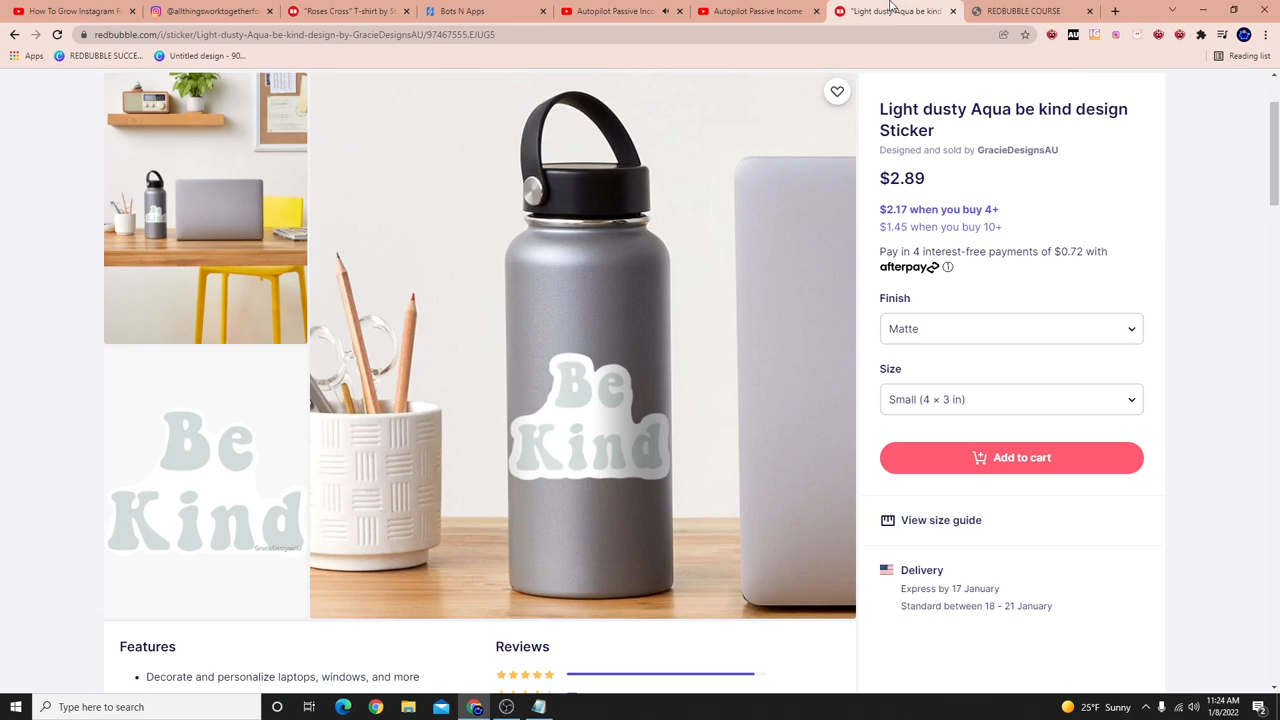 How To Grow Instagram Followers
Imagesoftworkingtogetherfor
"Roses Cross" T-shirt by St
Bots N Apps
Autopilot Passive Income
Autopilot Passive Income
"Light dusty Aqua be kind
REDBUBBLE COURSE
redbubble.com/i/sticker/Light-dusty-Aqua-be-kind-design-by-GracieDesignsAU/97467555.EJUG5
Apps
REDBUBBLE SUCCE...
Untitled design - 90...
Reading list
Light dusty Aqua be kind design
Sticker
Designed and sold by GracieDesignsAU
$2.89
$2.17 when you buy 4+
$1.45 when you buy 10+
Pay in 4 interest-free payments of $0.72 with
afterpay
Finish
Matte
Size
Small (4 × 3 in)
Add to cart
View size guide
Delivery
Express by 17 January
Standard between 18 - 21 January
Be
Kind
Be
Kind
GracieDesignsAU
Features
Reviews
Decorate and personalize laptops, windows, and more
Type here to search
25°F Sunny
11:24 AM
1/8/2022